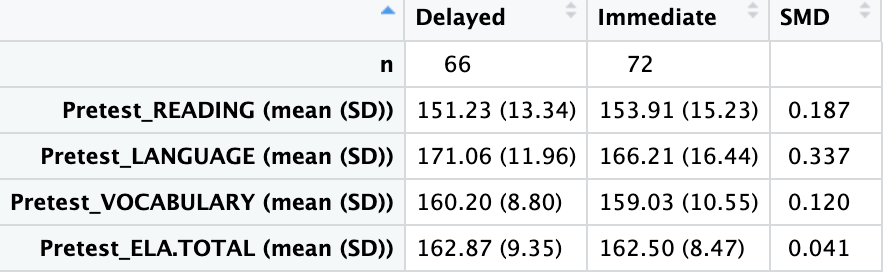 Delayed Immediate SMD
n 66 72
Pretest_READING (mean (SD)) 151.23 (13.34) 153.91 (15.23) 0.187
Pretest_LANGUAGE (mean (SD)) 171.06 (11.96) 166.21 (16.44) 0.337
Pretest_VOCABULARY (mean (SD)) 160.20 (8.80) 159.03 (10.55) 0.120
Pretest_ELA.TOTAL (mean (SD)) 162.87 (9.35) 162.50 (8.47) 0.041